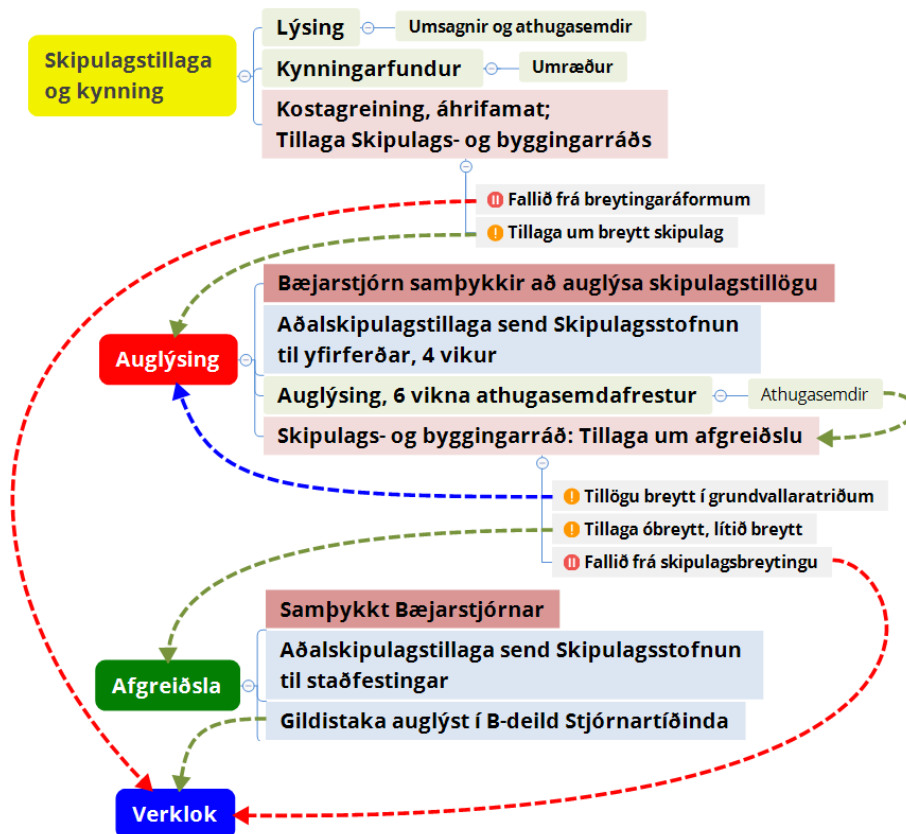 Skipulagstillaga
og kynning
Lýsing
Umsagnir og athugasemdir
Kynningarfundur
Umræður
Kostagreining, áhrifamat;
Tillaga Skipulags- og byggingarráðs
Fallið frá breytingaráformum
Tillaga um breytt skipulag
Auglýsing
Bæjarstjórn samþykkir að auglýsa skipulagstillögu
Aðalskipulagstillaga send Skipulagsstofnun
til yfirferðar, 4 vikur
Auglýsing, 6 vikna athugasemdafrestur
Athugasemdir
Skipulags- og byggingarráð: Tillaga um afgreiðslu
Tillögu breytt í grundvallaratriðum
Tillaga óbreytt, lítið breytt
Fallið frá skipulagsbreytingu
Afgreiðsla
Samþykkt Bæjarstjórnar
Aðalskipulagstillaga send Skipulagsstofnun
til staðfestingar
Gildistaka auglýst í B-deild Stjórnartíðinda
Verklok